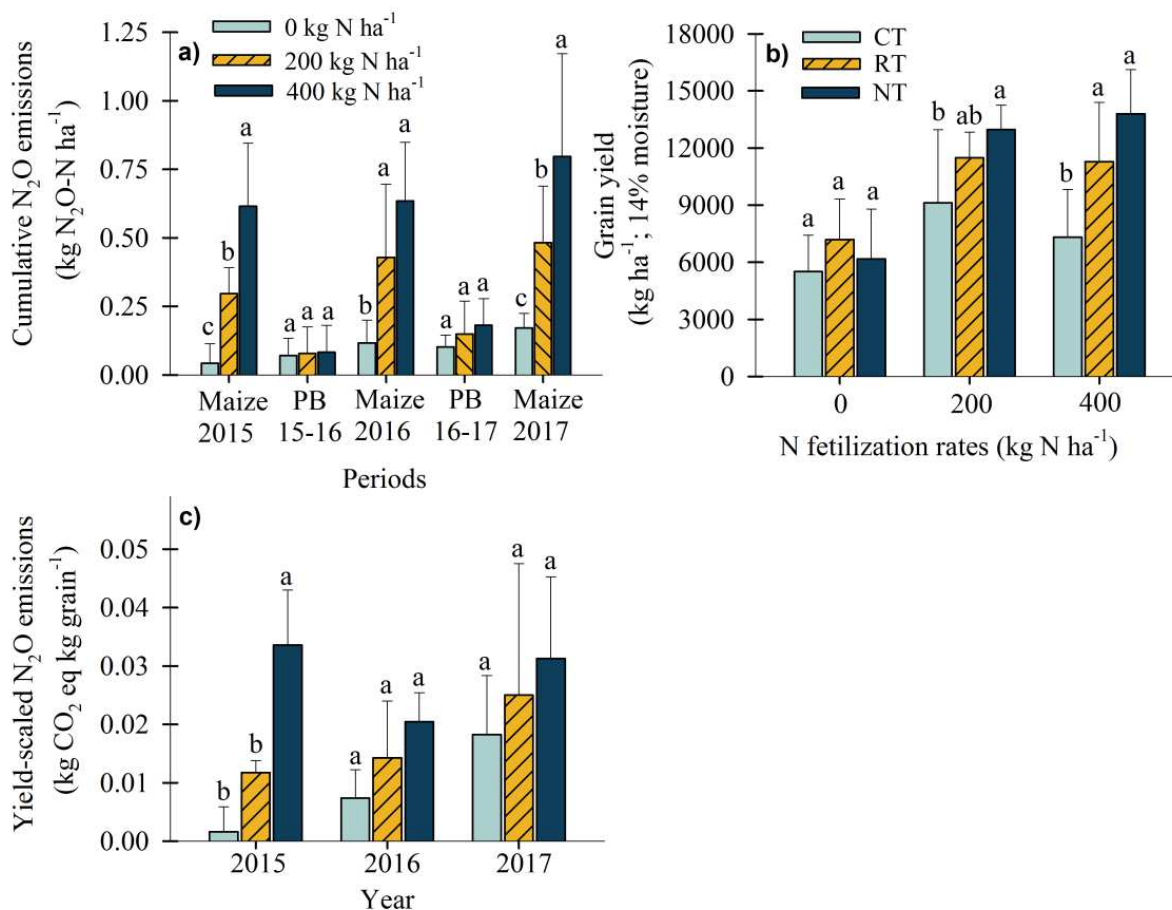 a)
0 kg N ha⁻¹
200 kg N ha⁻¹
400 kg N ha⁻¹
Cumulative N₂O emissions
(kg N₂O-N ha⁻¹)
1.25
1.00
0.75
0.50
0.25
0.00
c b a
a a a
b a a
a a a
c b a
Maize 2015
PB 15-16
Maize 2016
PB 16-17
Maize 2017
Periods
b)
CT
RT
NT
Grain yield
(kg ha⁻¹; 14% moisture)
18000
15000
12000
9000
6000
3000
0
a a a
b ab a
b a a
0 200 400
N fetilization rates (kg N ha⁻¹)
c)
Yield-scaled N₂O emissions
(kg CO₂ eq kg grain⁻¹)
0.05
0.04
0.03
0.02
0.01
0.00
b b a
a a a
a a a
2015 2016 2017
Year